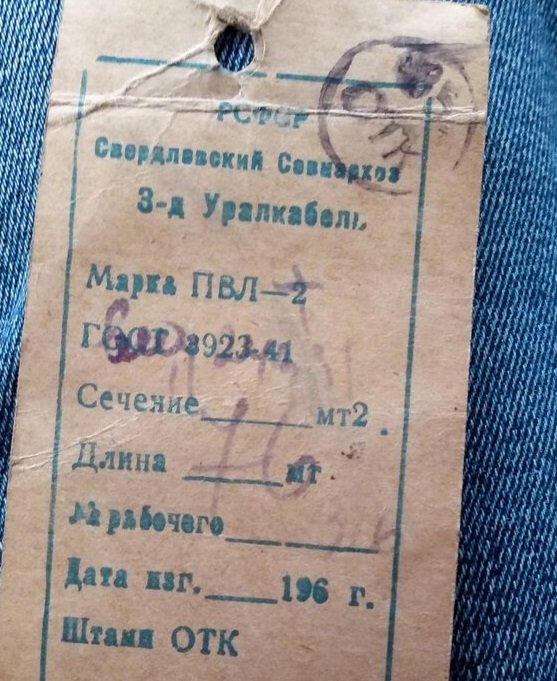 РСФСР
Свердловский Совнархоз
З-д Уралкабель
Марка ПВЛ—2
ГОСТ 3923-41
Сечение мт2.
Длина мт
№ рабочего
Дата изг. 196 г.
Штамп ОТК